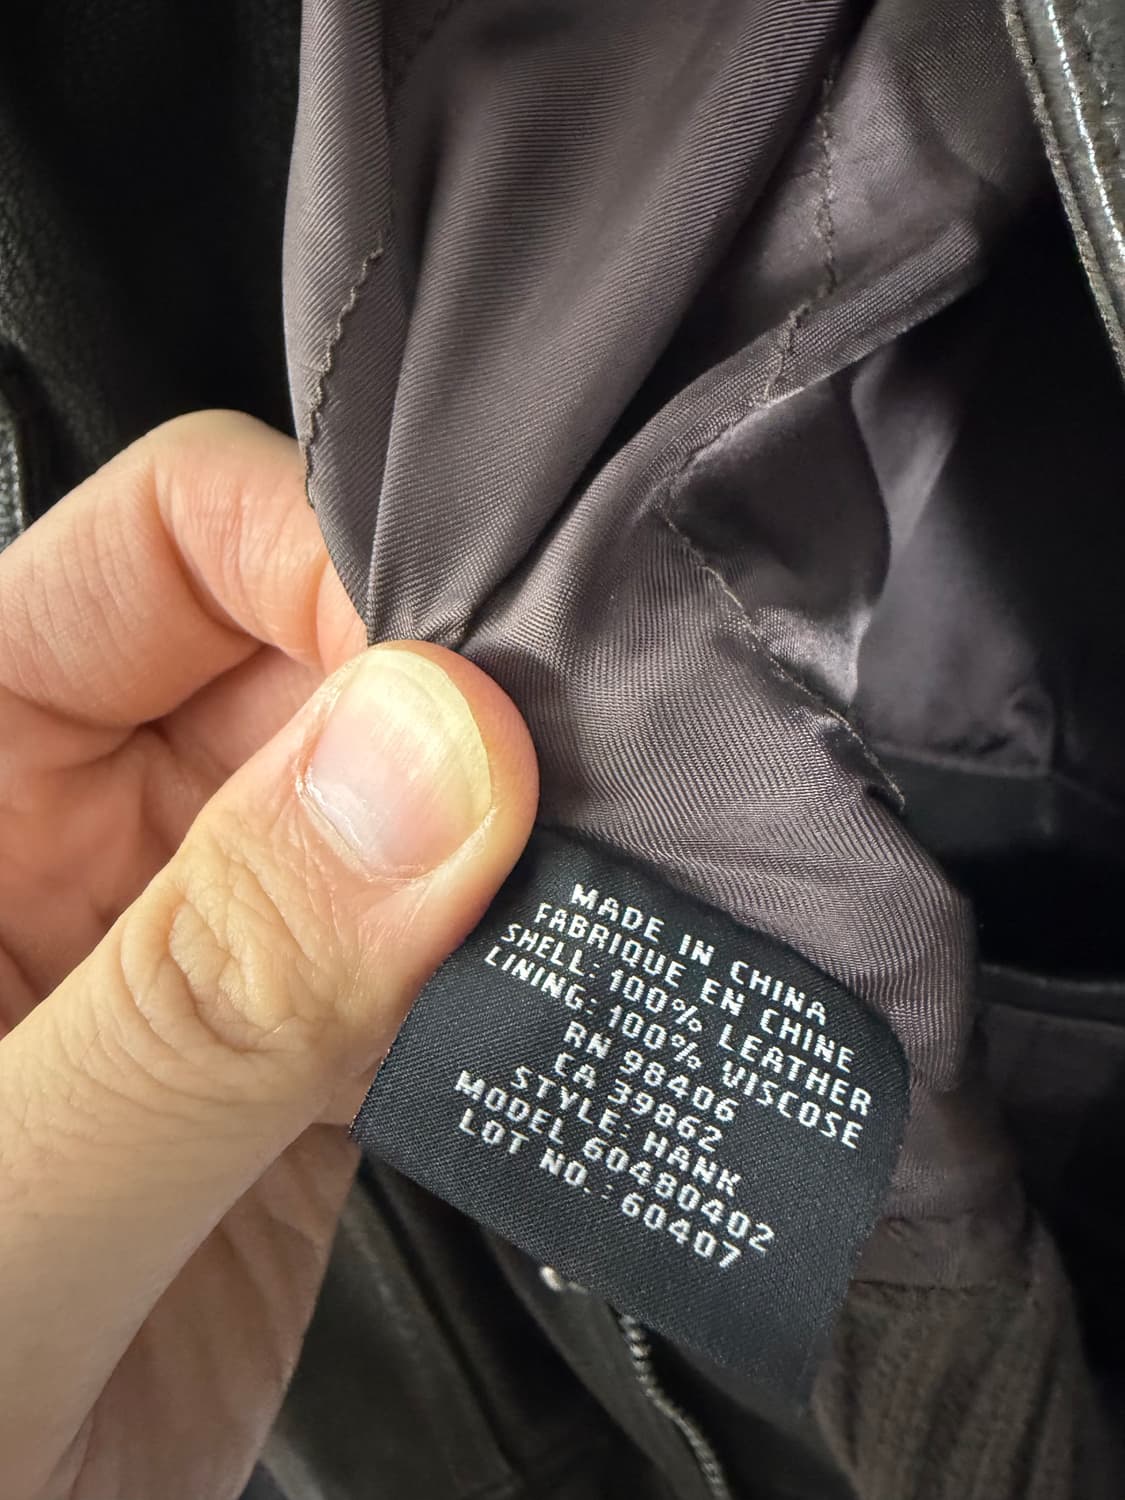 MADE IN CHINA
FABRIQUE EN CHINE
SHELL: 100% LEATHER
LINING: 100% VISCOSE
RN 98406
CA 39862
STYLE: HANK
MODEL 60480402
LOT NO.: 60407